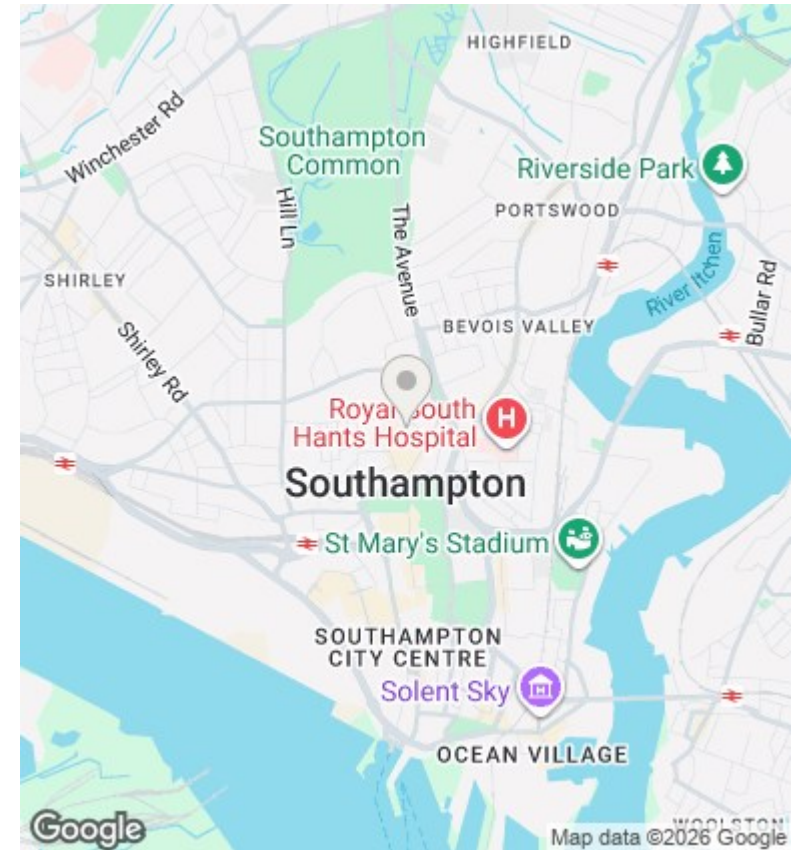 HIGHFIELD
Winchester Rd
Southampton
Common
Riverside Park
Hill Ln
The Avenue
PORTSWOOD
River Itchen
Bullar Rd
SHIRLEY
BEVOIS VALLEY
Shirley Rd
Royal South
Hants Hospital
H
Southampton
St Mary's Stadium
SOUTHAMPTON
CITY CENTRE
Solent Sky
OCEAN VILLAGE
WOOLSTON
Google
Map data ©2026 Google